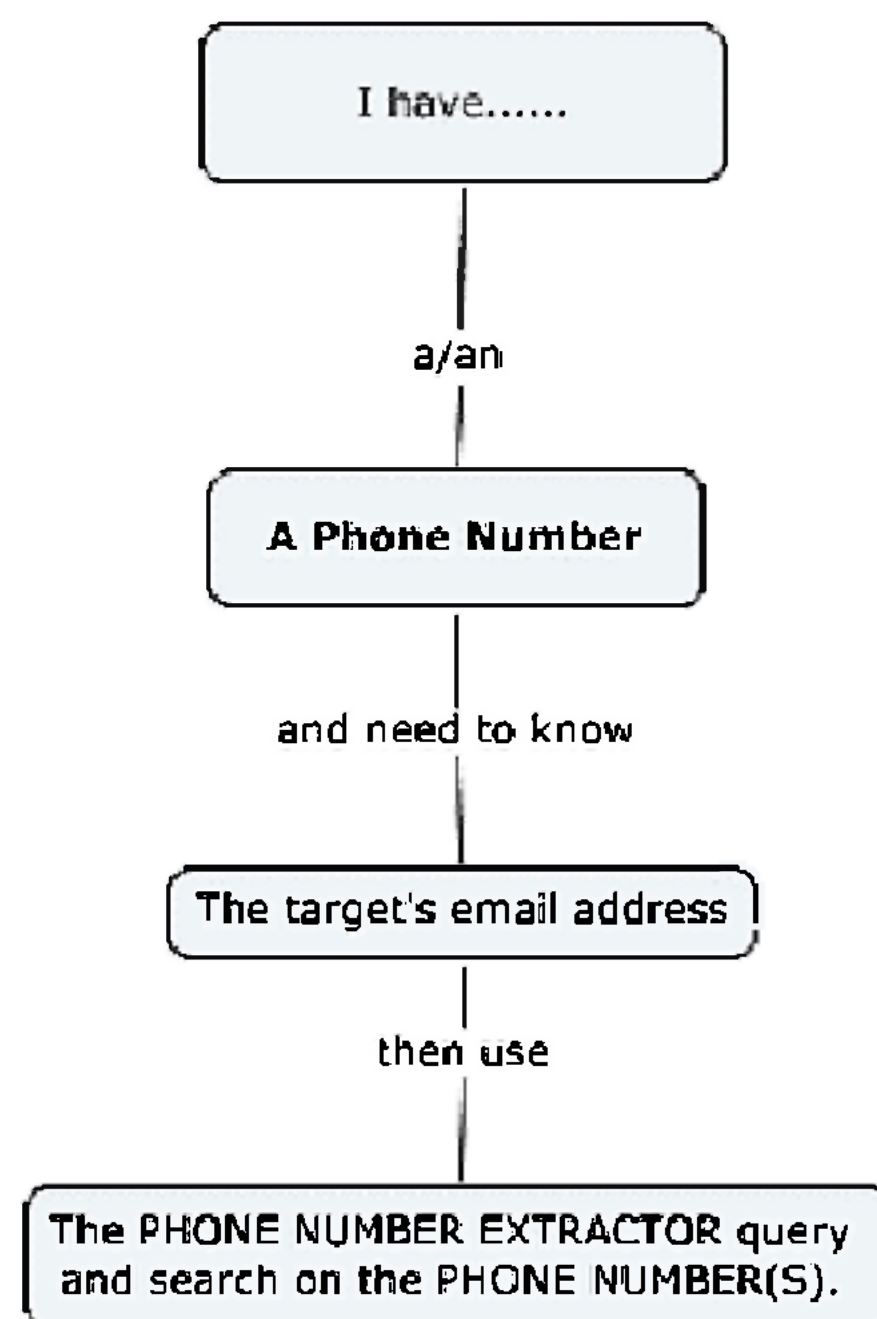 I have......
a/an
A Phone Number
and need to know
The target's email address
then use
The PHONE NUMBER EXTRACTOR query
and search on the PHONE NUMBER(S).